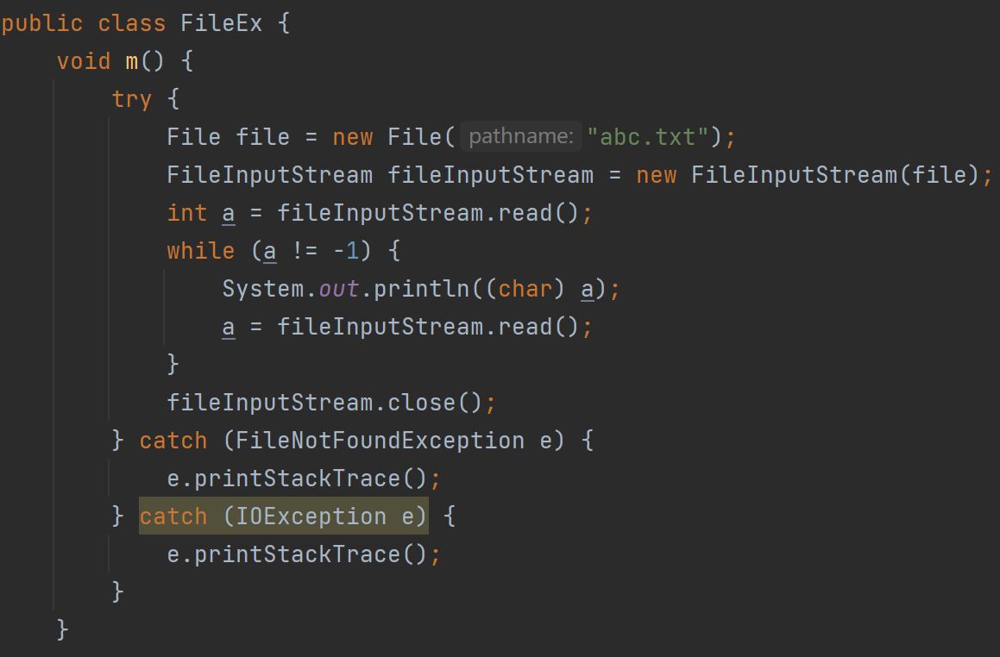 public class FileEx {
    void m() {
        try {
            File file = new File( pathname: "abc.txt");
            FileInputStream fileInputStream = new FileInputStream(file);
            int a = fileInputStream.read();
            while (a != -1) {
                System.out.println((char) a);
                a = fileInputStream.read();
            }
            fileInputStream.close();
        } catch (FileNotFoundException e) {
            e.printStackTrace();
        } catch (IOException e) {
            e.printStackTrace();
        }
    }